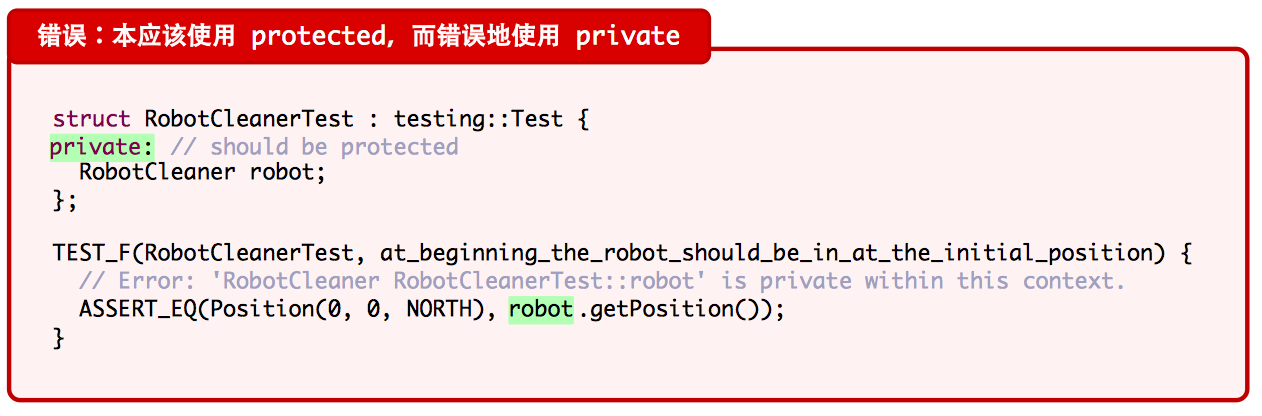 错误：本应该使用 protected, 而错误地使用 private
struct RobotCleanerTest : testing::Test {
private: // should be protected
  RobotCleaner robot;
};
TEST_F(RobotCleanerTest, at_beginning_the_robot_should_be_in_at_the_initial_position) {
  // Error: 'RobotCleaner RobotCleanerTest::robot' is private within this context.
  ASSERT_EQ(Position(0, 0, NORTH), robot.getPosition());
}